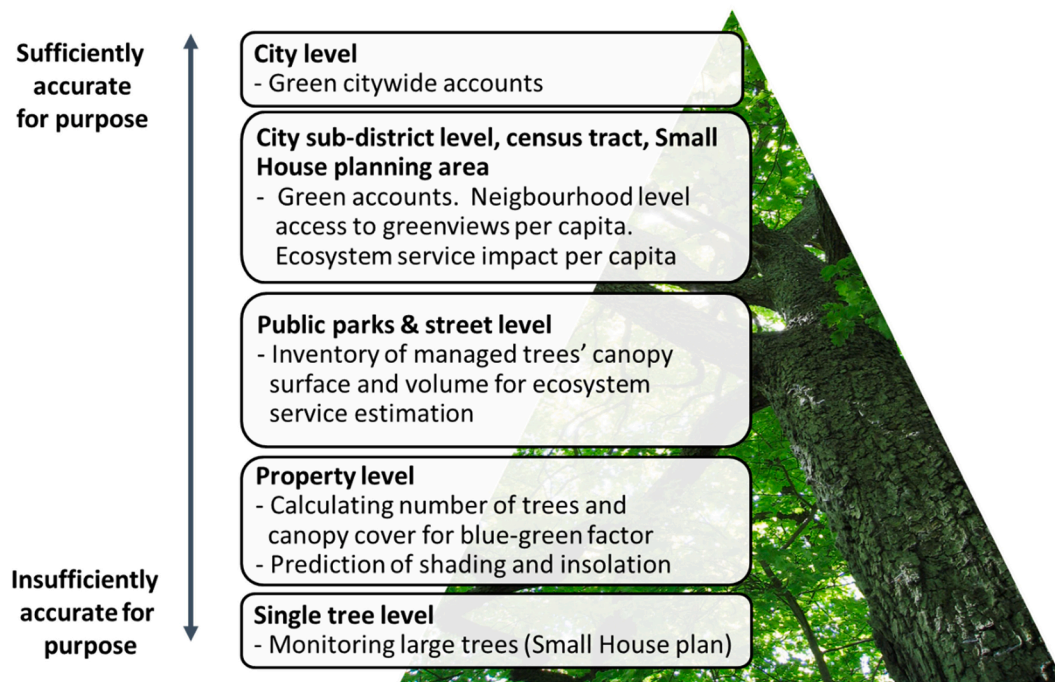 Sufficiently
accurate
for purpose
City level
- Green citywide accounts
City sub-district level, census tract, Small
House planning area
- Green accounts. Neigbourhood level
access to greenviews per capita.
Ecosystem service impact per capita
Public parks & street level
- Inventory of managed trees’ canopy
surface and volume for ecosystem
service estimation
Property level
- Calculating number of trees and
canopy cover for blue-green factor
- Prediction of shading and insolation
Insufficiently
accurate for
purpose
Single tree level
- Monitoring large trees (Small House plan)